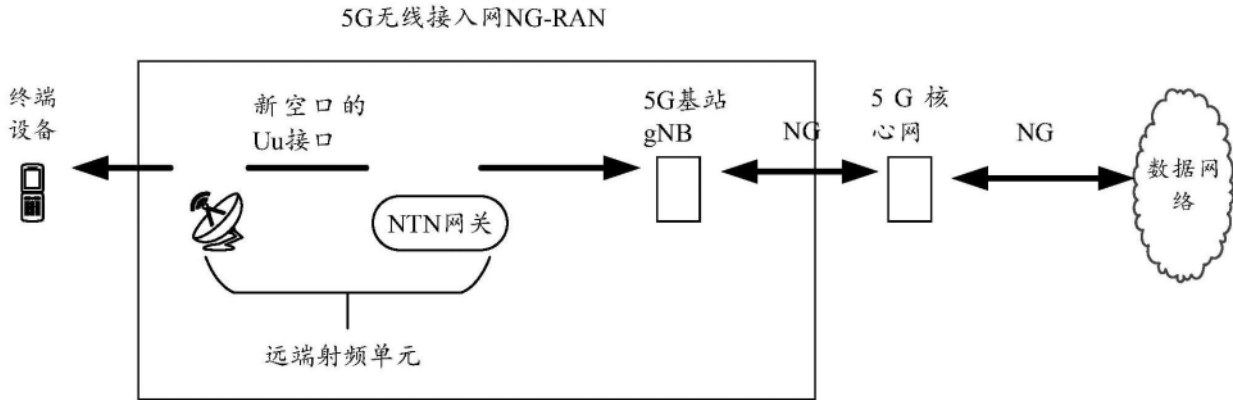 5G无线接入网NG-RAN
终端
设备
新空口的
Uu接口
5G基站
gNB
NG
5 G 核
心网
NG
数据网
络
NTN网关
远端射频单元